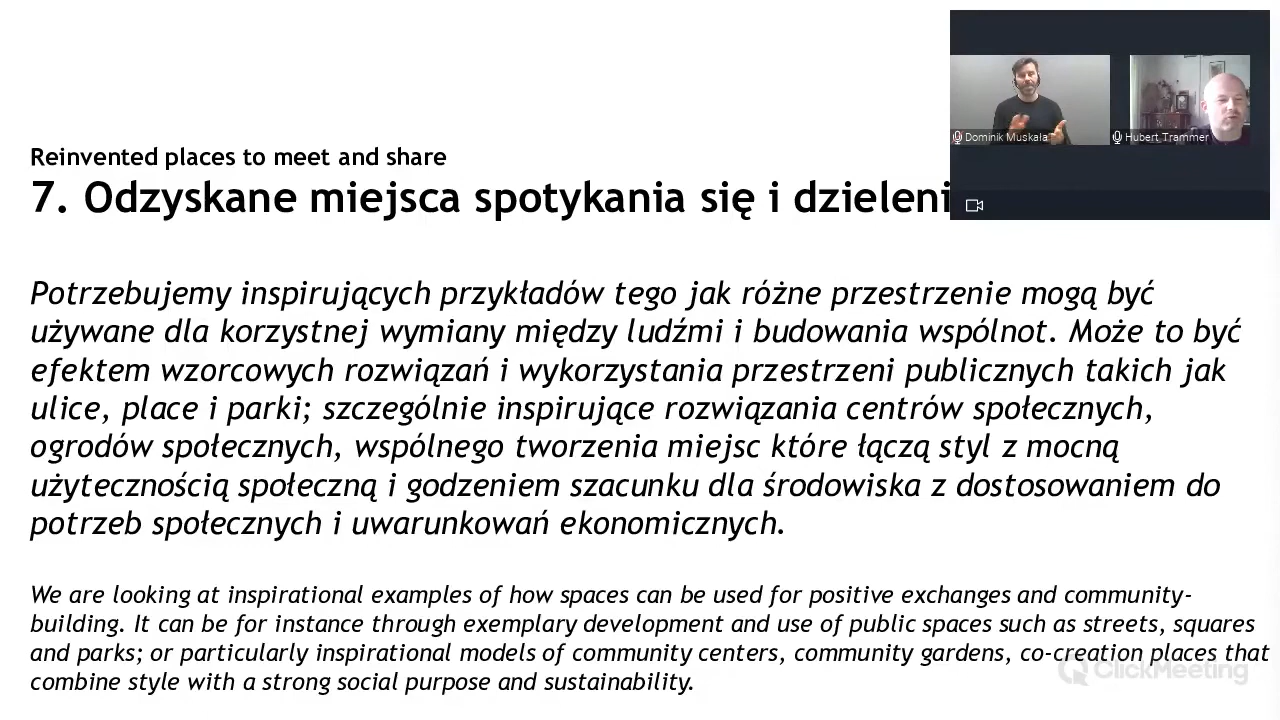 Reinvented places to meet and share
7. Odzyskane miejsca spotykania się i dzieleni
Dominik Muskała
Hubert Trammer
Potrzebujemy inspirujących przykładów tego jak różne przestrzenie mogą być
używane dla korzystnej wymiany między ludźmi i budowania wspólnot. Może to być
efektem wzorcowych rozwiązań i wykorzystania przestrzeni publicznych takich jak
ulice, place i parki; szczególnie inspirujące rozwiązania centrów społecznych,
ogrodów społecznych, wspólnego tworzenia miejsc które łączą styl z mocną
użytecznością społeczną i godzeniem szacunku dla środowiska z dostosowaniem do
potrzeb społecznych i uwarunkowań ekonomicznych.
We are looking at inspirational examples of how spaces can be used for positive exchanges and community-
building. It can be for instance through exemplary development and use of public spaces such as streets, squares
and parks; or particularly inspirational models of community centers, community gardens, co-creation places that
combine style with a strong social purpose and sustainability.
ClickMeeting